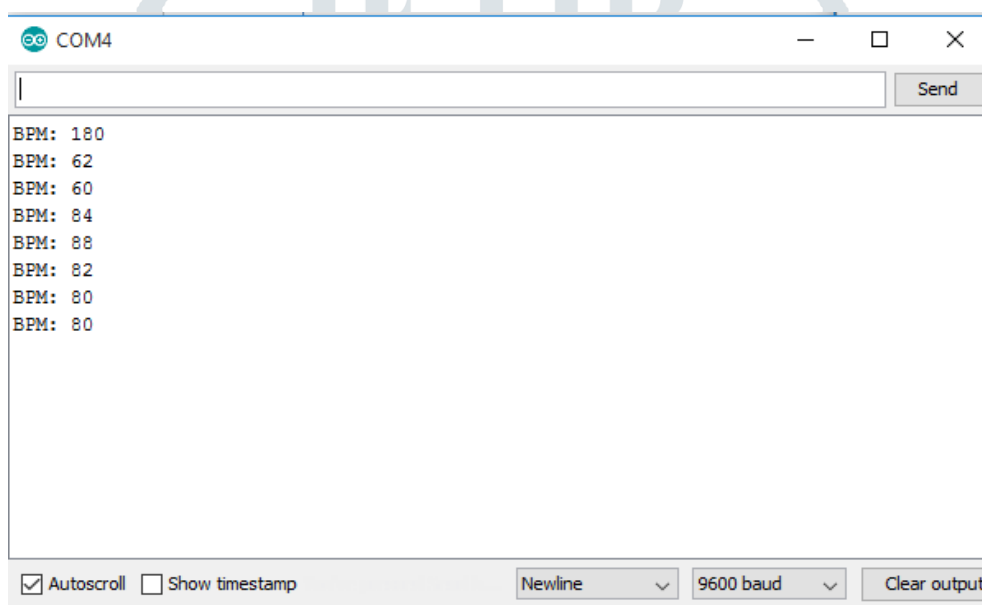 COM4
Send
BPM: 180
BPM: 62
BPM: 60
BPM: 84
BPM: 88
BPM: 82
BPM: 80
BPM: 80
Autoscroll Show timestamp Newline 9600 baud Clear output